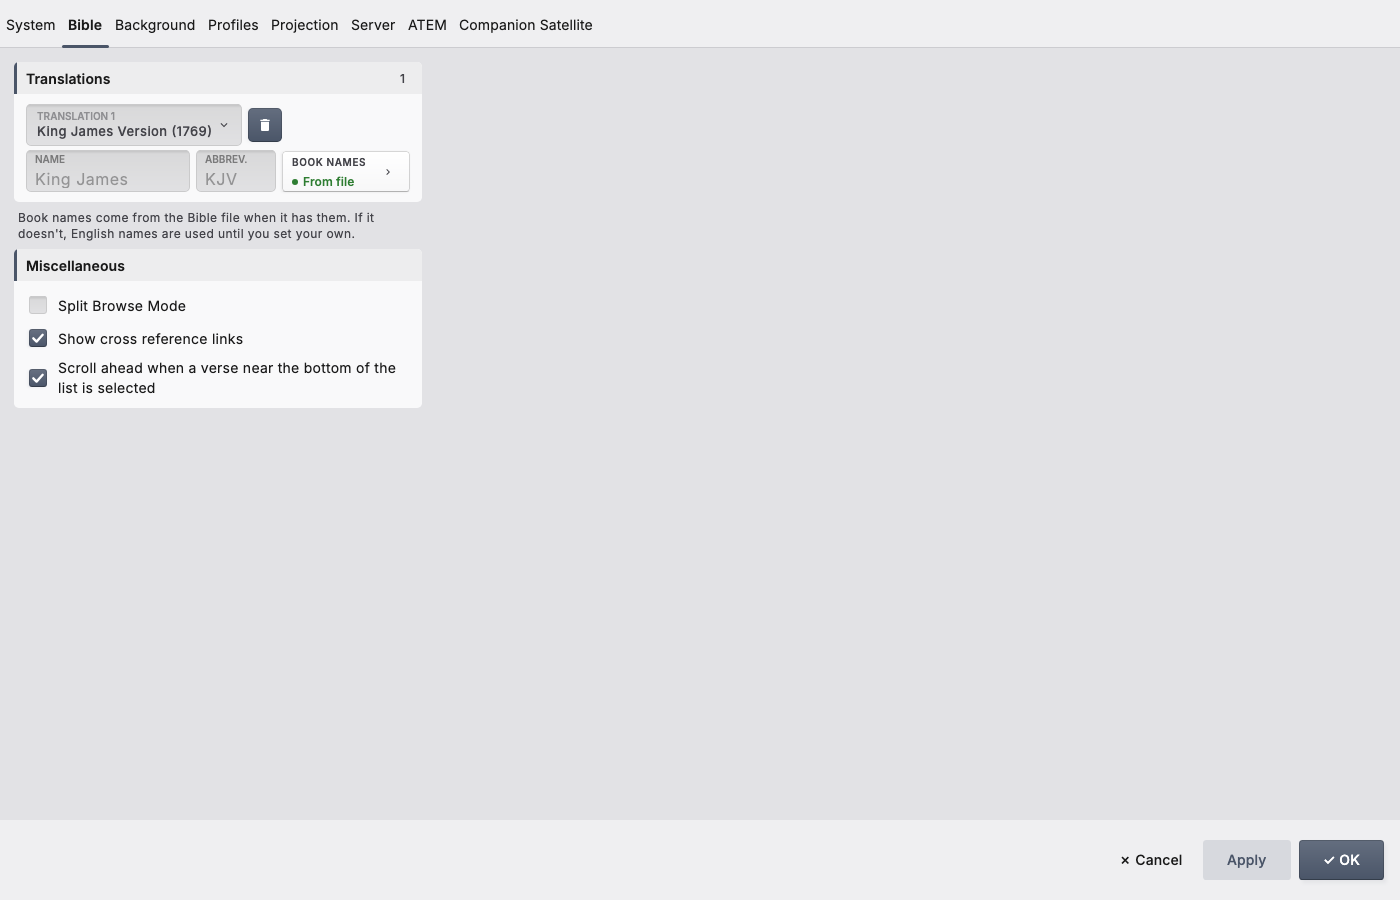 System Bible Background Profiles Projection Server ATEM Companion Satellite
Translations 1
TRANSLATION 1
King James Version (1769)
NAME
King James
ABBREV.
KJV
BOOK NAMES
From file
Book names come from the Bible file when it has them. If it
doesn't, English names are used until you set your own.
Miscellaneous
Split Browse Mode
Show cross reference links
Scroll ahead when a verse near the bottom of the
list is selected
Cancel Apply OK